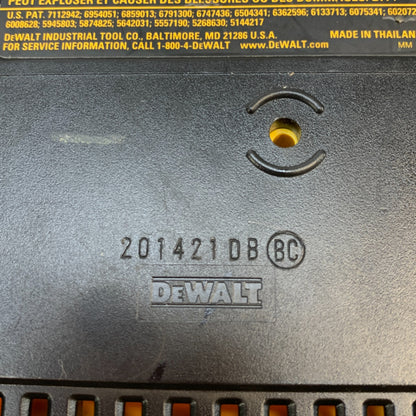 PEUT EXPLOSER ET CAUSER DES BLESSURES OU DES DOMMAGES.
U.S. PAT. 7112942; 6954051; 6859013; 6791300; 6747436; 6504341; 6362596; 6133713; 6075341; 602072
6008628; 5945803; 5874825; 5642031; 5557190; 5268630; 5144217
DEWALT INDUSTRIAL TOOL CO., BALTIMORE, MD 21286 U.S.A.
FOR SERVICE INFORMATION, CALL 1-800-4-DEWALT www.DEWALT.com
MADE IN THAILAN
MM
201421DB BC
DEWALT